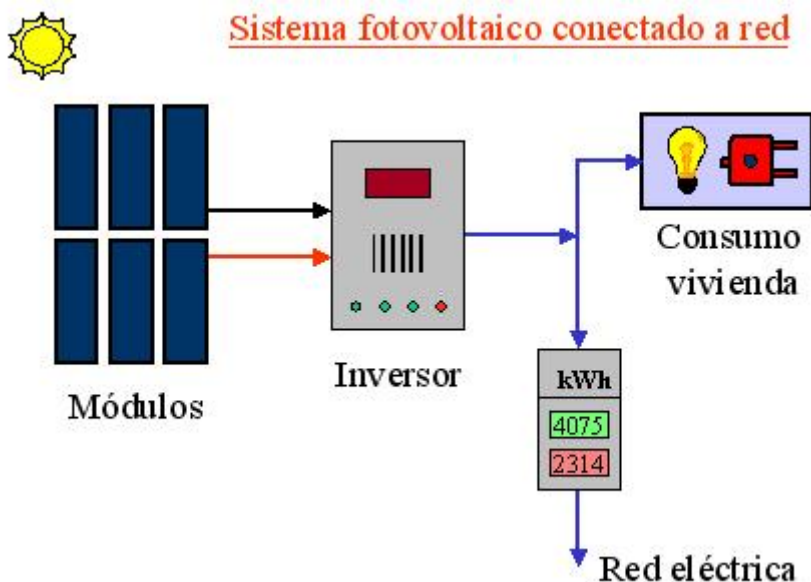 Sistema fotovoltaico conectado a red
Consumo
vivienda
Inversor
Módulos
kWh
4075
2314
Red eléctrica